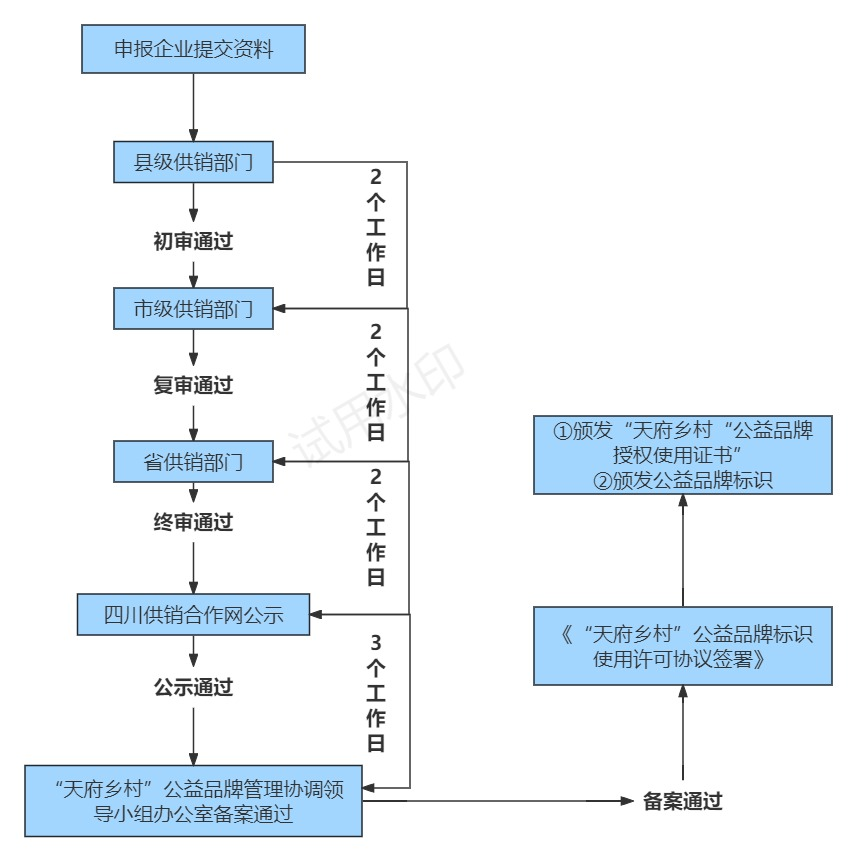 申报企业提交资料
县级供销部门
2个工作日
初审通过
市级供销部门
2个工作日
复审通过
省供销部门
2个工作日
终审通过
四川供销合作网公示
3个工作日
公示通过
“天府乡村”公益品牌管理协调领
导小组办公室备案通过
备案通过
《“天府乡村”公益品牌标识
使用许可协议签署》
①颁发“天府乡村“公益品牌
授权使用证书”
②颁发公益品牌标识
试用水印